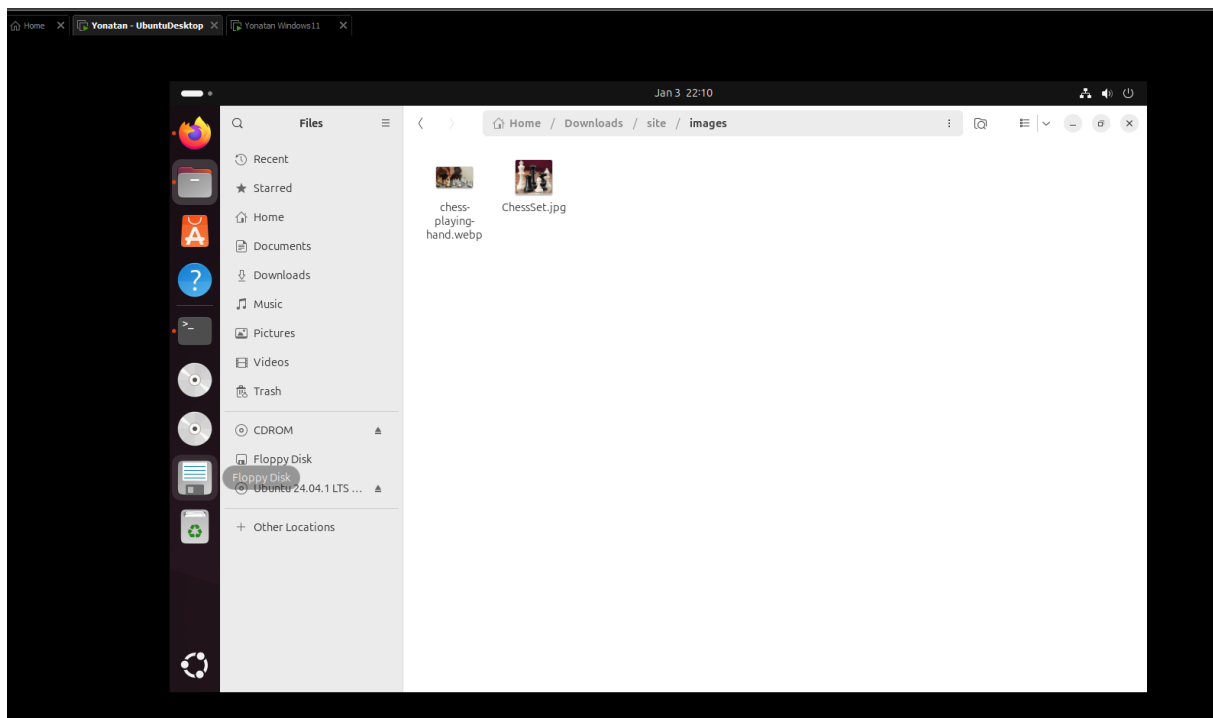 Home
Yonatan - UbuntuDesktop
Yonatan Windows11
Jan 3 22:10
Files
Home / Downloads / site / images
Recent
Starred
Home
Documents
Downloads
Music
Pictures
Videos
Trash
CDROM
Floppy Disk
Floppy Disk
Ubuntu 24.04.1 LTS ...
+ Other Locations
chess-
playing-
hand.webp
ChessSet.jpg